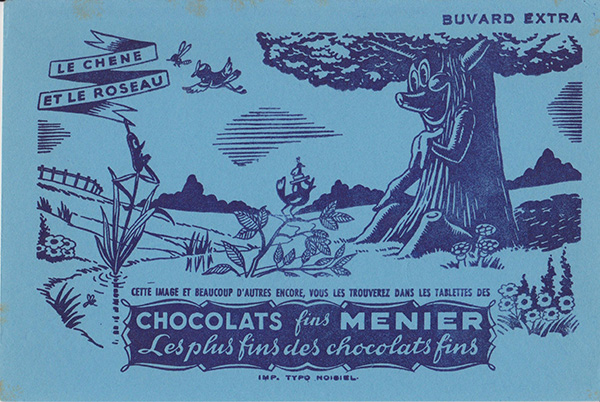 BUVARD EXTRA
LE CHENE
ET LE ROSEAU
CETTE IMAGE ET BEAUCOUP D'AUTRES ENCORE, VOUS LES TROUVEREZ DANS LES TABLETTES DES
CHOCOLATS fins MENIER
Les plus fins des chocolats fins
IMP. TYPO NOISIEL.